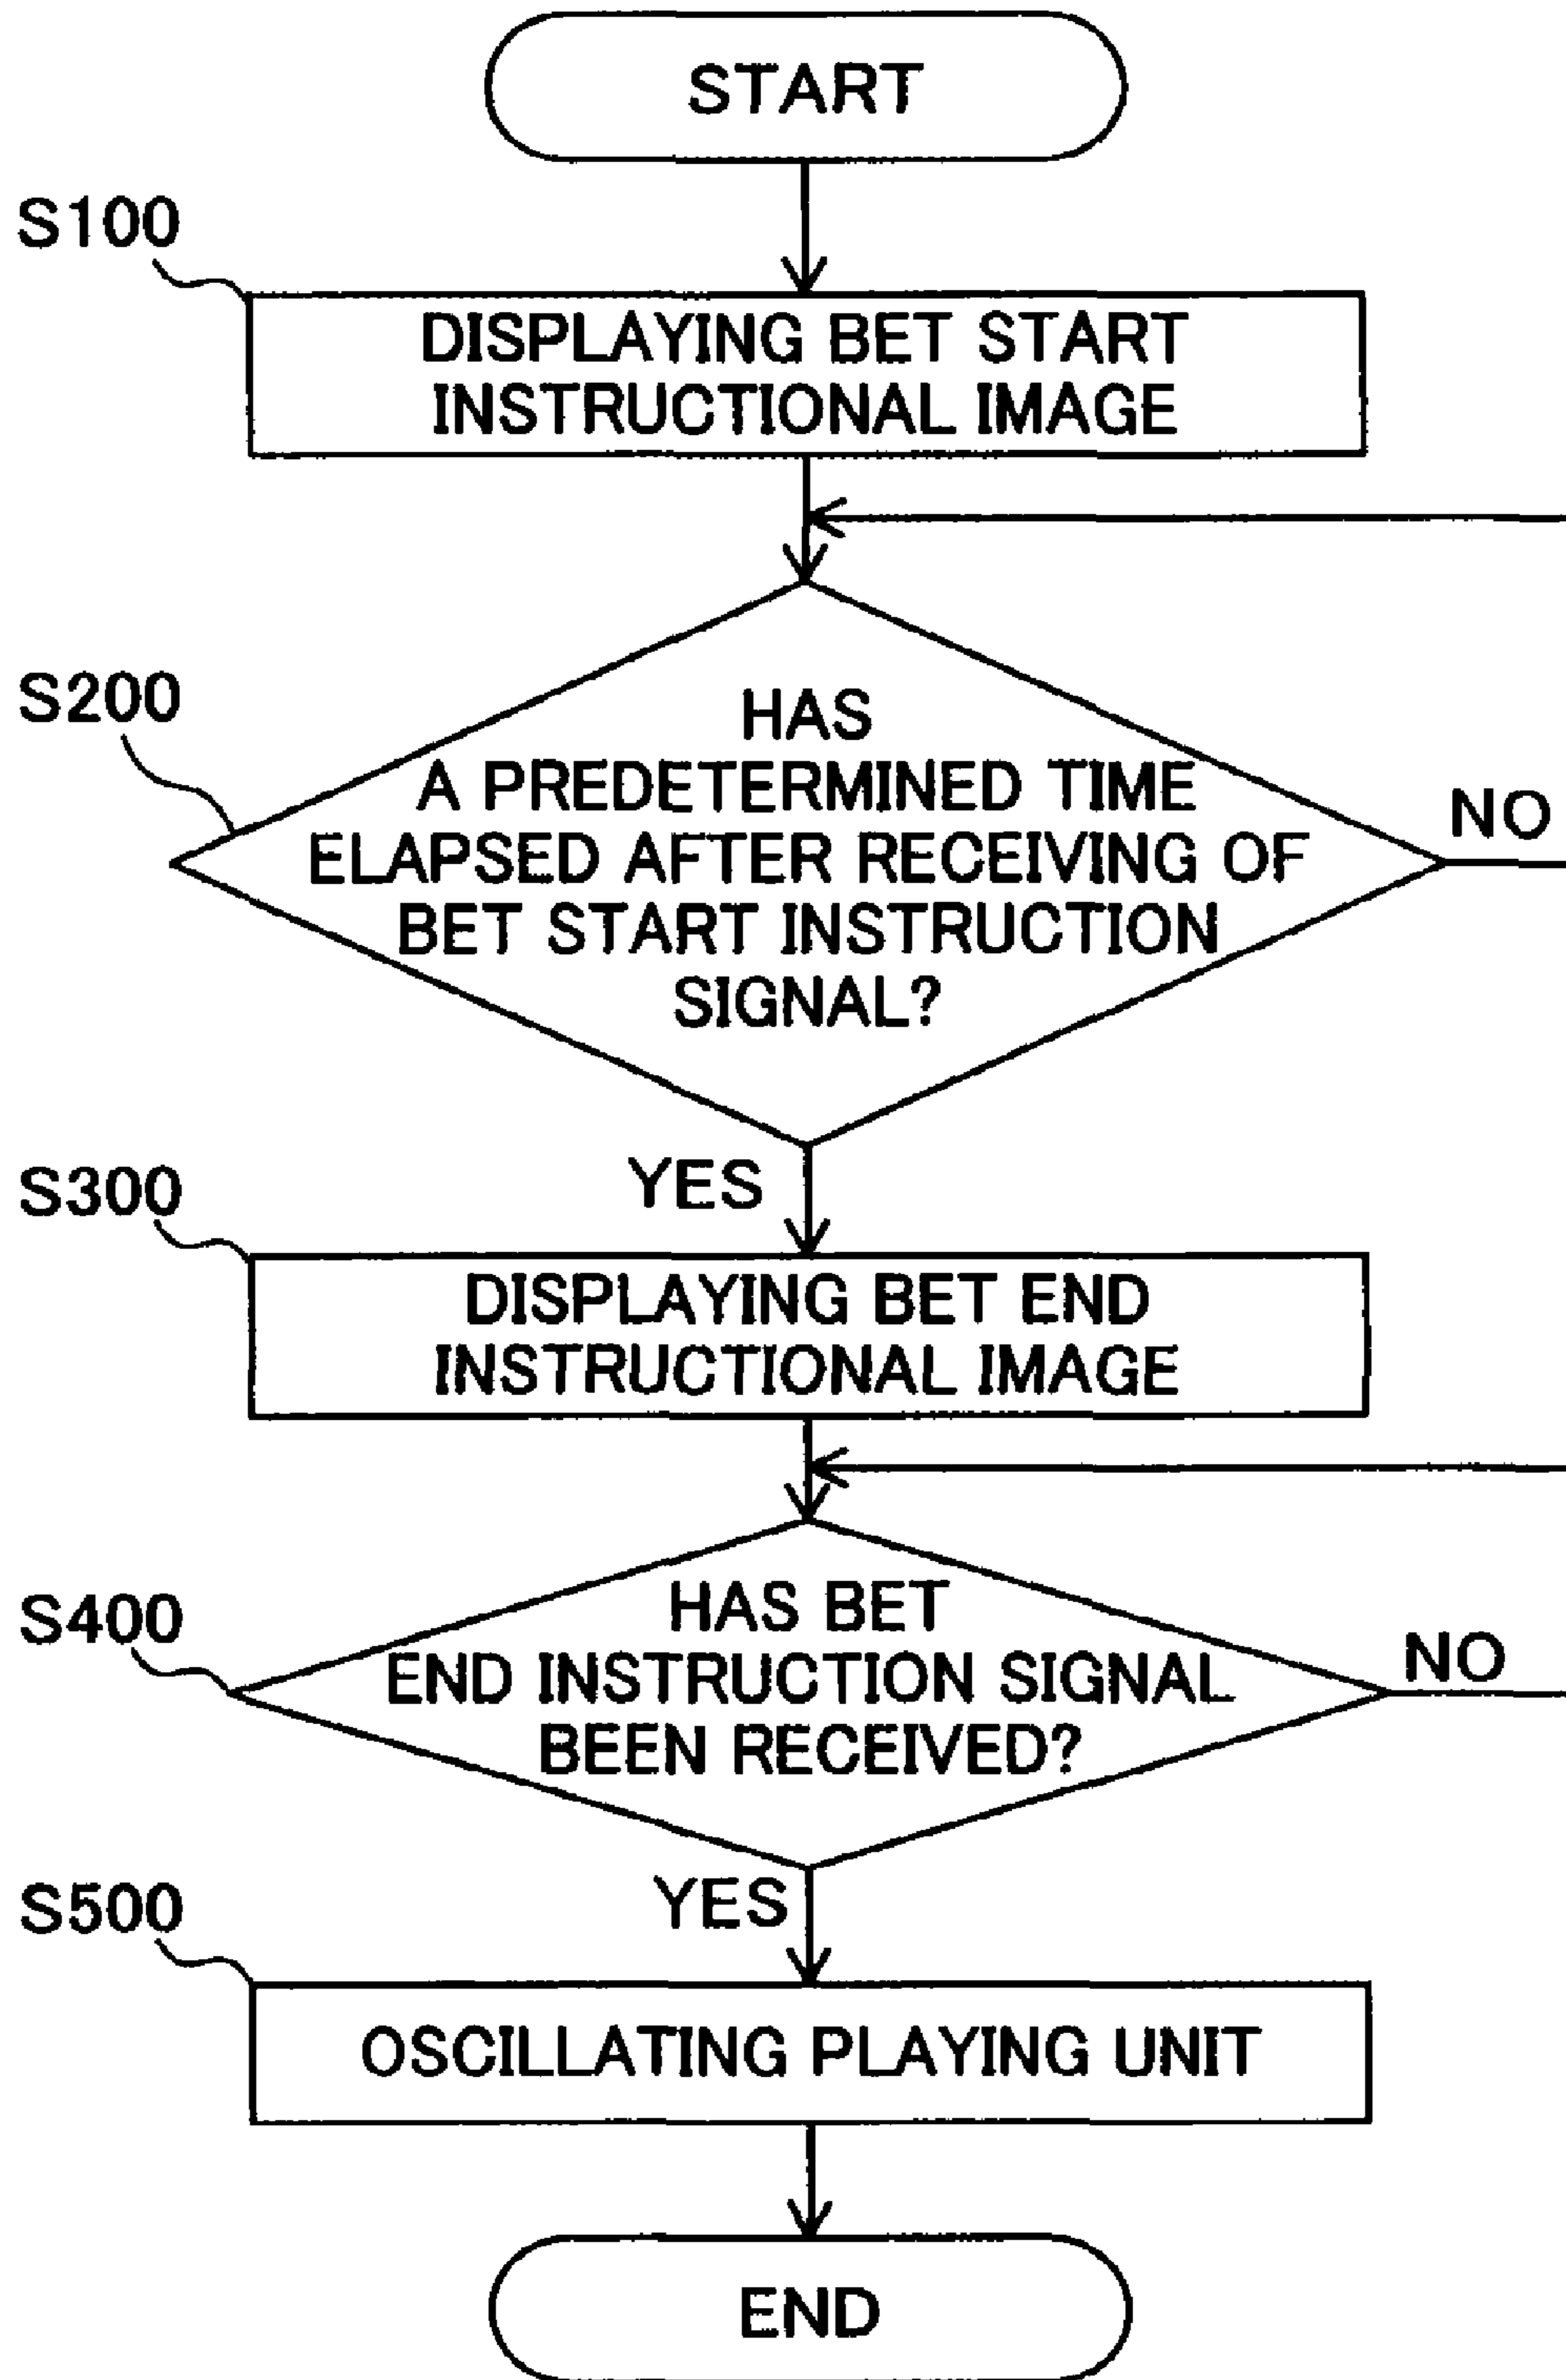 START
S100
DISPLAYING BET START
INSTRUCTIONAL IMAGE
S200
HAS
A PREDETERMINED TIME
ELAPSED AFTER RECEIVING OF
BET START INSTRUCTION
SIGNAL?
NO
YES
S300
DISPLAYING BET END
INSTRUCTIONAL IMAGE
S400
HAS BET
END INSTRUCTION SIGNAL
BEEN RECEIVED?
NO
YES
S500
OSCILLATING PLAYING UNIT
END